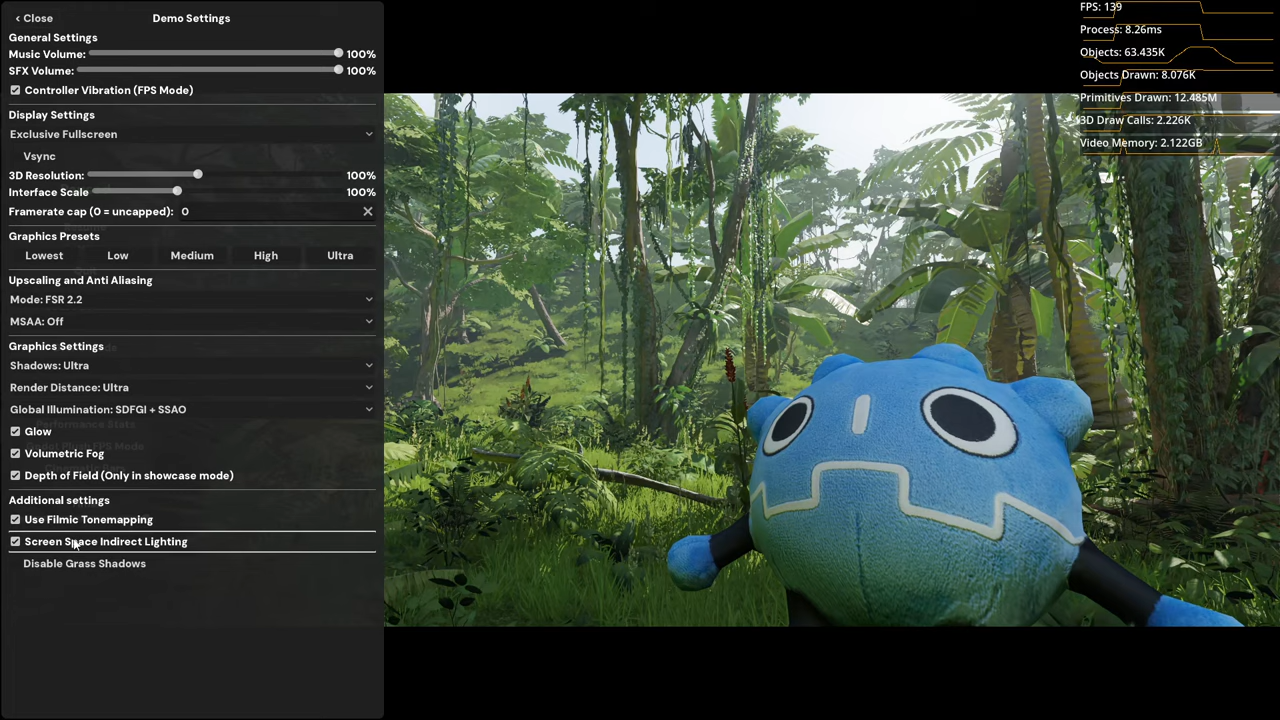 ‹ Close
Demo Settings
General Settings
Music Volume: 100%
SFX Volume: 100%
Controller Vibration (FPS Mode)
Display Settings
Exclusive Fullscreen
Vsync
3D Resolution: 100%
Interface Scale 100%
Framerate cap (0 = uncapped): 0
Graphics Presets
Lowest Low Medium High Ultra
Upscaling and Anti Aliasing
Mode: FSR 2.2
MSAA: Off
Graphics Settings
Shadows: Ultra
Render Distance: Ultra
Global Illumination: SDFGI + SSAO
Glow
Performance Stats
Volumetric Fog
Depth of Field (Only in showcase mode)
Additional settings
Use Filmic Tonemapping
Screen Space Indirect Lighting
Disable Grass Shadows
FPS: 139
Process: 8.26ms
Objects: 63.435K
Objects Drawn: 8.076K
Primitives Drawn: 12.485M
3D Draw Calls: 2.226K
Video Memory: 2.122GB